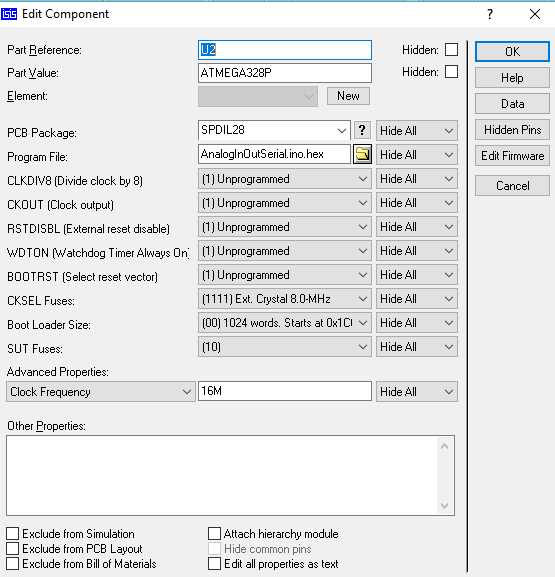 ISIS Edit Component ? ×
Part Reference: U2 Hidden: OK
Part Value: ATMEGA328P Hidden: Help
Element: New Data
PCB Package: SPDIL28 ? Hide All Hidden Pins
Program File: AnalogInOutSerial.ino.hex Hide All Edit Firmware
CLKDIV8 (Divide clock by 8) (1) Unprogrammed Hide All Cancel
CKOUT (Clock output) (1) Unprogrammed Hide All
RSTDISBL (External reset disable) (1) Unprogrammed Hide All
WDTON (Watchdog Timer Always On) (1) Unprogrammed Hide All
BOOTRST (Select reset vector) (1) Unprogrammed Hide All
CKSEL Fuses: (1111) Ext. Crystal 8.0-MHz Hide All
Boot Loader Size: (00) 1024 words. Starts at 0x1C Hide All
SUT Fuses: (10) Hide All
Advanced Properties:
Clock Frequency 16M Hide All
Other Properties:
Exclude from Simulation Attach hierarchy module
Exclude from PCB Layout Hide common pins
Exclude from Bill of Materials Edit all properties as text